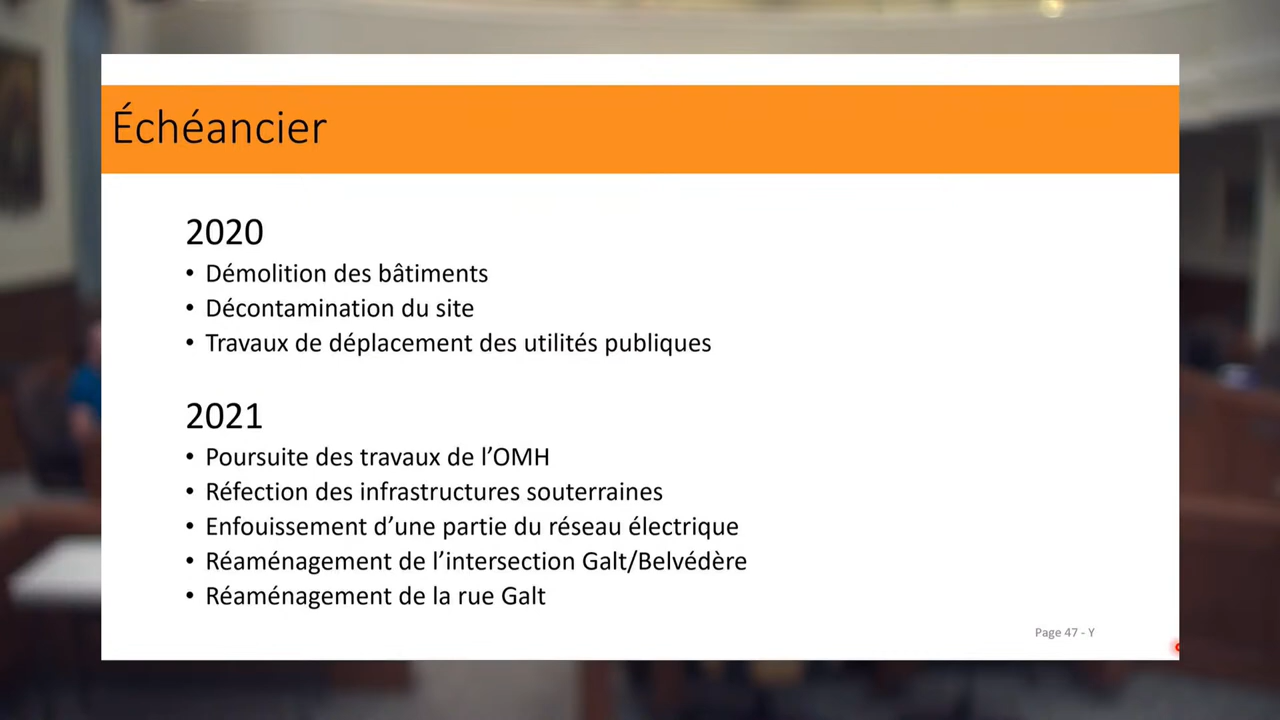 Échéancier
2020
• Démolition des bâtiments
• Décontamination du site
• Travaux de déplacement des utilités publiques
2021
• Poursuite des travaux de l’OMH
• Réfection des infrastructures souterraines
• Enfouissement d’une partie du réseau électrique
• Réaménagement de l’intersection Galt/Belvédère
• Réaménagement de la rue Galt
Page 47 - Y